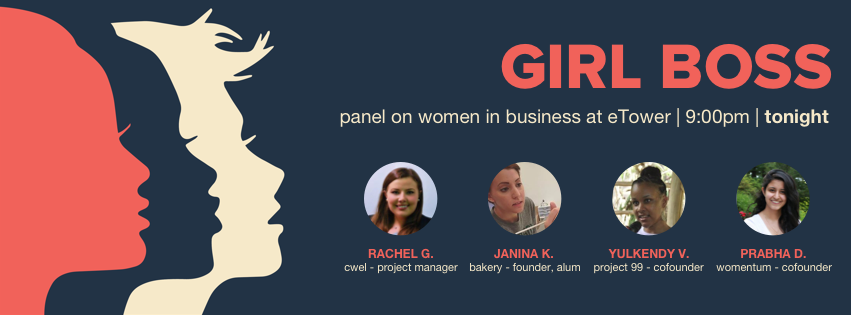 GIRL BOSS
panel on women in business at eTower | 9:00pm | tonight
RACHEL G.
cwel - project manager
JANINA K.
bakery - founder, alum
YULKENDY V.
project 99 - cofounder
PRABHA D.
womentum - cofounder